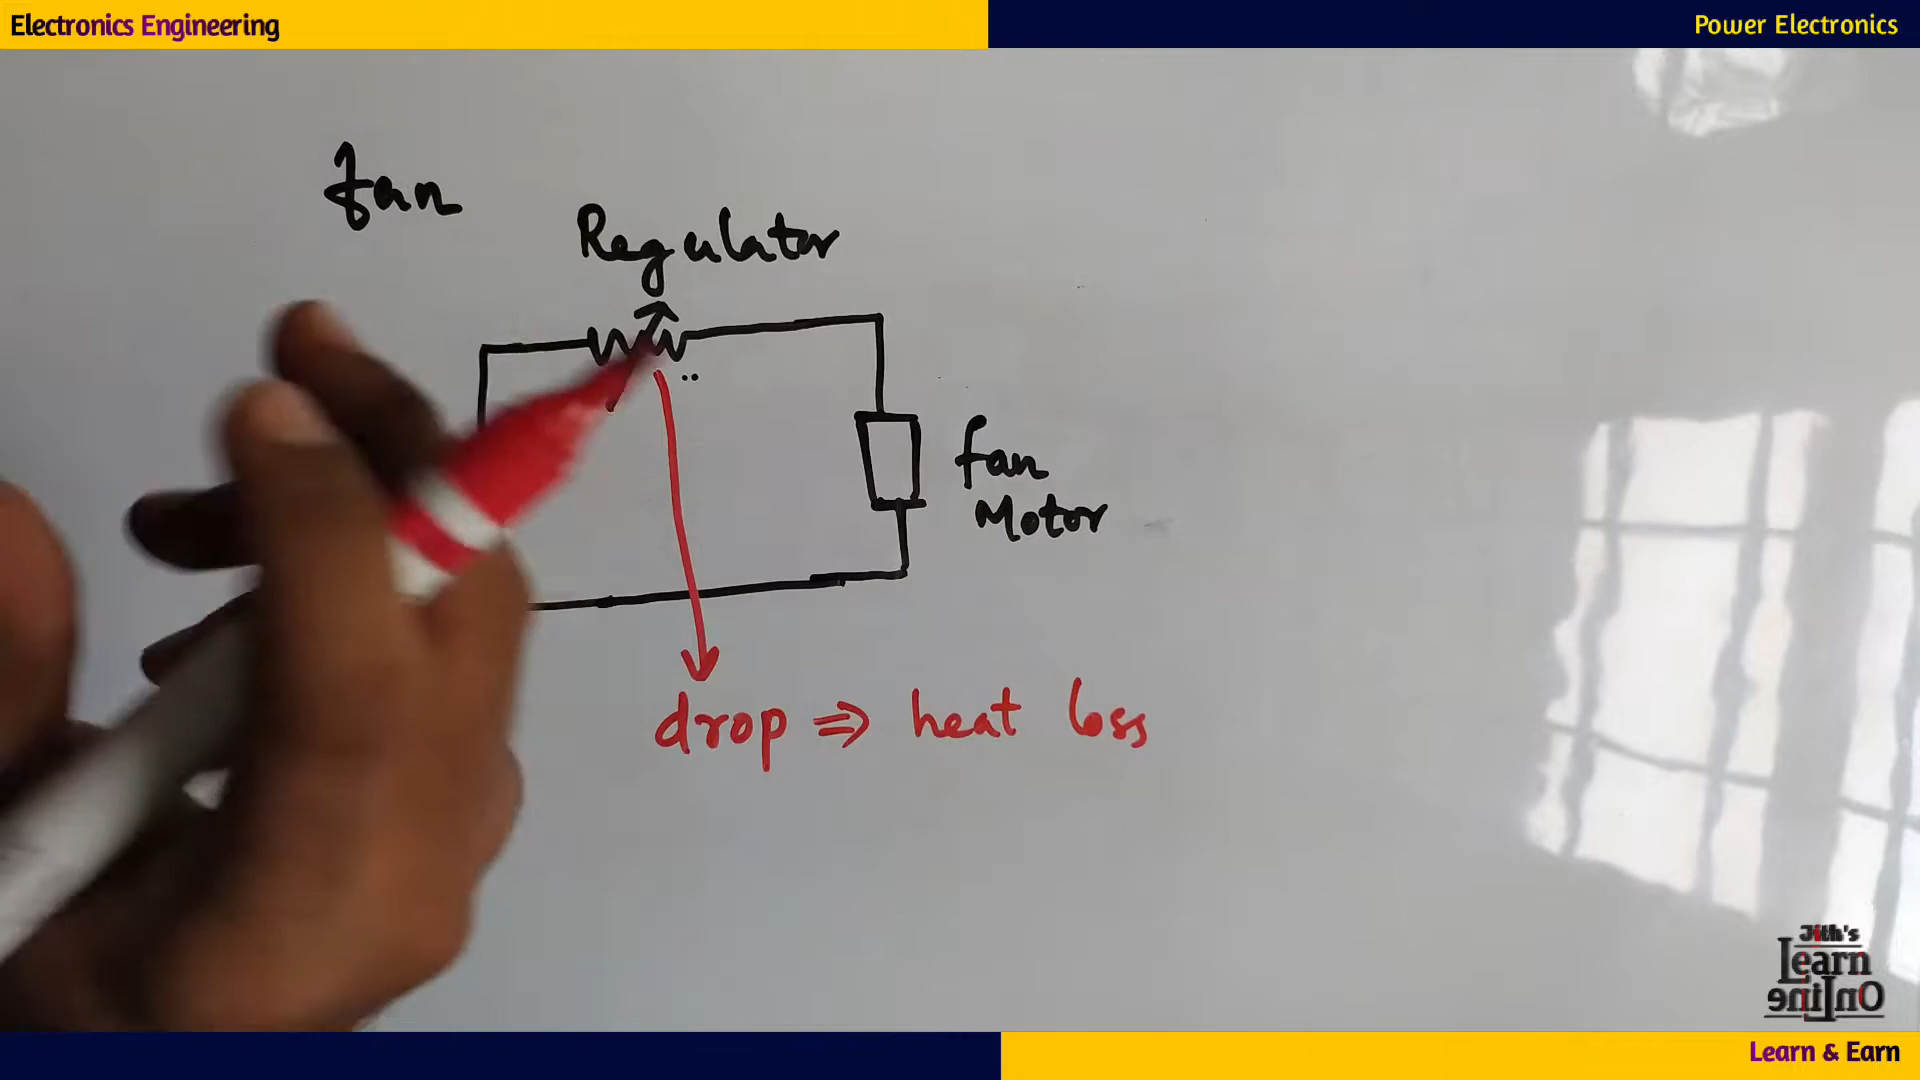 Electronics Engineering
Power Electronics
fan
Regulator
fan
Motor
drop ⇒ heat loss
Jith's
Learn
OnLine
Learn & Earn